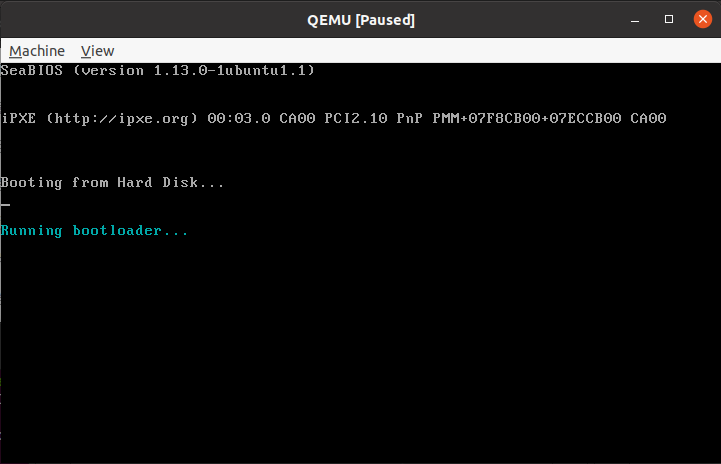 QEMU [Paused]
Machine View
SeaBIOS (version 1.13.0-1ubuntu1.1)
iPXE (http://ipxe.org) 00:03.0 CA00 PCI2.10 PnP PMM+07F8CB00+07ECCB00 CA00
Booting from Hard Disk...
Running bootloader...